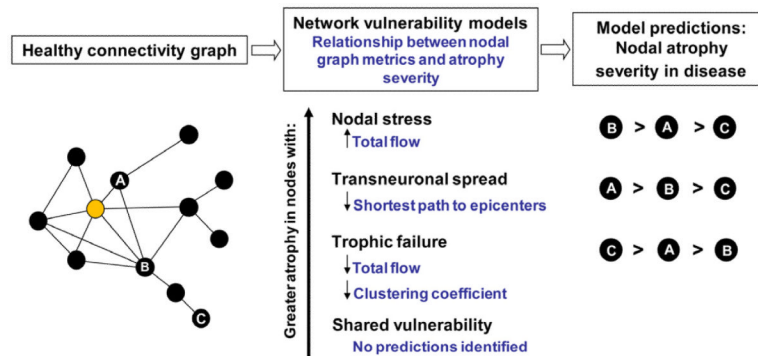 Healthy connectivity graph
Network vulnerability models
Relationship between nodal
graph metrics and atrophy
severity
Model predictions:
Nodal atrophy
severity in disease
A
B
C
Greater atrophy in nodes with:
Nodal stress
↑ Total flow
Transneuronal spread
↓ Shortest path to epicenters
Trophic failure
↓ Total flow
↓ Clustering coefficient
Shared vulnerability
No predictions identified
B > A > C
A > B > C
C > A > B